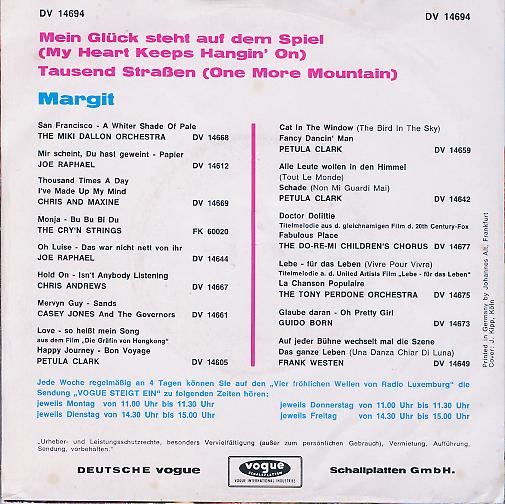 DV 14694
DV 14694
Mein Glück steht auf dem Spiel
(My Heart Keeps Hangin' On)
Tausend Straßen (One More Mountain)
Margit
San Francisco - A Whiter Shade Of Pale
THE MIKI DALLON ORCHESTRA DV 14668
Mir scheint, Du hast geweint - Papier
JOE RAPHAEL DV 14612
Thousand Times A Day
I've Made Up My Mind
CHRIS AND MAXINE DV 14669
Monja - Bu Bu Bi Du
THE CRY'N STRINGS FK 60020
Oh Luise - Das war nicht nett von ihr
JOE RAPHAEL DV 14644
Hold On - Isn't Anybody Listening
CHRIS ANDREWS DV 14667
Mervyn Guy - Sands
CASEY JONES And The Governors DV 14661
Love - so heißt mein Song
aus dem Film „Die Gräfin von Hongkong"
Happy Journey - Bon Voyage
PETULA CLARK DV 14605
Cat In The Window (The Bird In The Sky)
Fancy Dancin' Man
PETULA CLARK DV 14659
Alle Leute wollen in den Himmel
(Tout Le Monde)
Schade (Non Mi Guardi Mai)
PETULA CLARK DV 14642
Doctor Dolittle
Titelmelodie aus d. gleichnamigen Film d. 20th Century-Fox
Fabulous Place
THE DO-RE-MI CHILDREN'S CHORUS DV 14677
Lebe - für das Leben (Vivre Pour Vivre)
Titelmelodie a. d. United Artists Film „Lebe - für das Leben"
La Chanson Populaire
THE TONY PERDONE ORCHESTRA DV 14675
Glaube daran - Oh Pretty Girl
GUIDO BORN DV 14673
Auf jeder Bühne wechselt mal die Szene
Das ganze Leben (Una Danza Chiar Di Luna)
FRANK WESTEN DV 14649
Printed in Germany by Johannes Alt, Frankfurt
Cover: J. Kipp, Köln
Jede Woche regelmäßig an 4 Tagen können Sie auf den „Vier fröhlichen Wellen von Radio Luxemburg" die
Sendung „VOGUE STEIGT EIN" zu folgenden Zeiten hören:
jeweils Montag von 11.00 Uhr bis 11.30 Uhr
jeweils Dienstag von 14.30 Uhr bis 15.00 Uhr
jeweils Donnerstag von 11.00 Uhr bis 11.30 Uhr
jeweils Freitag von 14.30 Uhr bis 15.00 Uhr
„Urheber- und Leistungsschutzrechte, besonders Vervielfältigung (außer zum persönlichen Gebrauch), Vermietung, Aufführung,
Sendung, vorbehalten."
DEUTSCHE vogue
vogue
SCHALLPLATTEN
VOGUE INTERNATIONAL INDUSTRIES
Schallplatten GmbH.